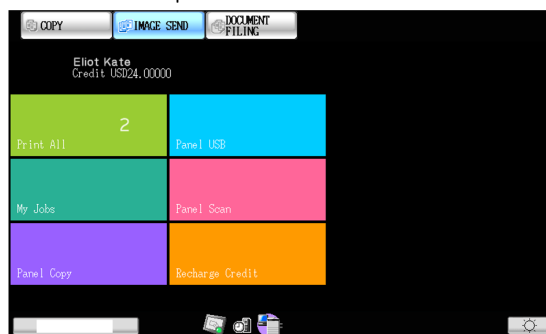 COPY
IMAGE SEND
DOCUMENT
FILING
Eliot Kate
Credit USD24.00000
2
Print All
Panel USB
My Jobs
Panel Scan
Panel Copy
Recharge Credit